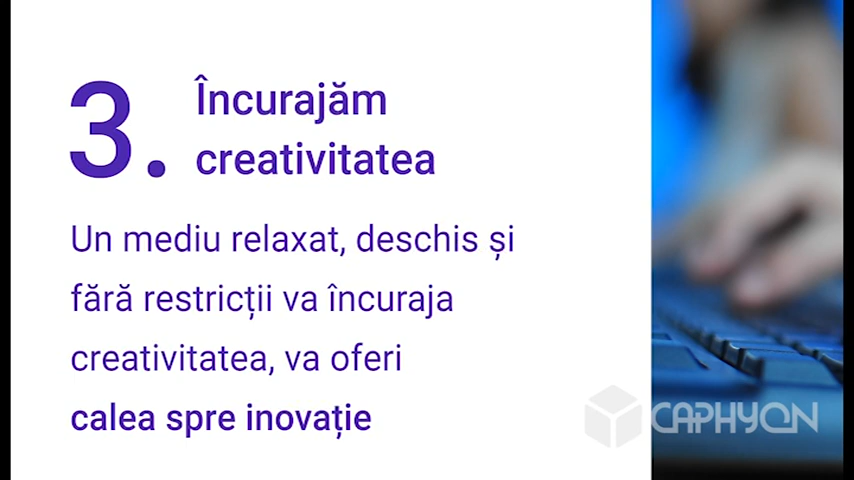 3. Încurajăm
creativitatea
Un mediu relaxat, deschis și
fără restricții va încuraja
creativitatea, va oferi
calea spre inovație
CAPHYON